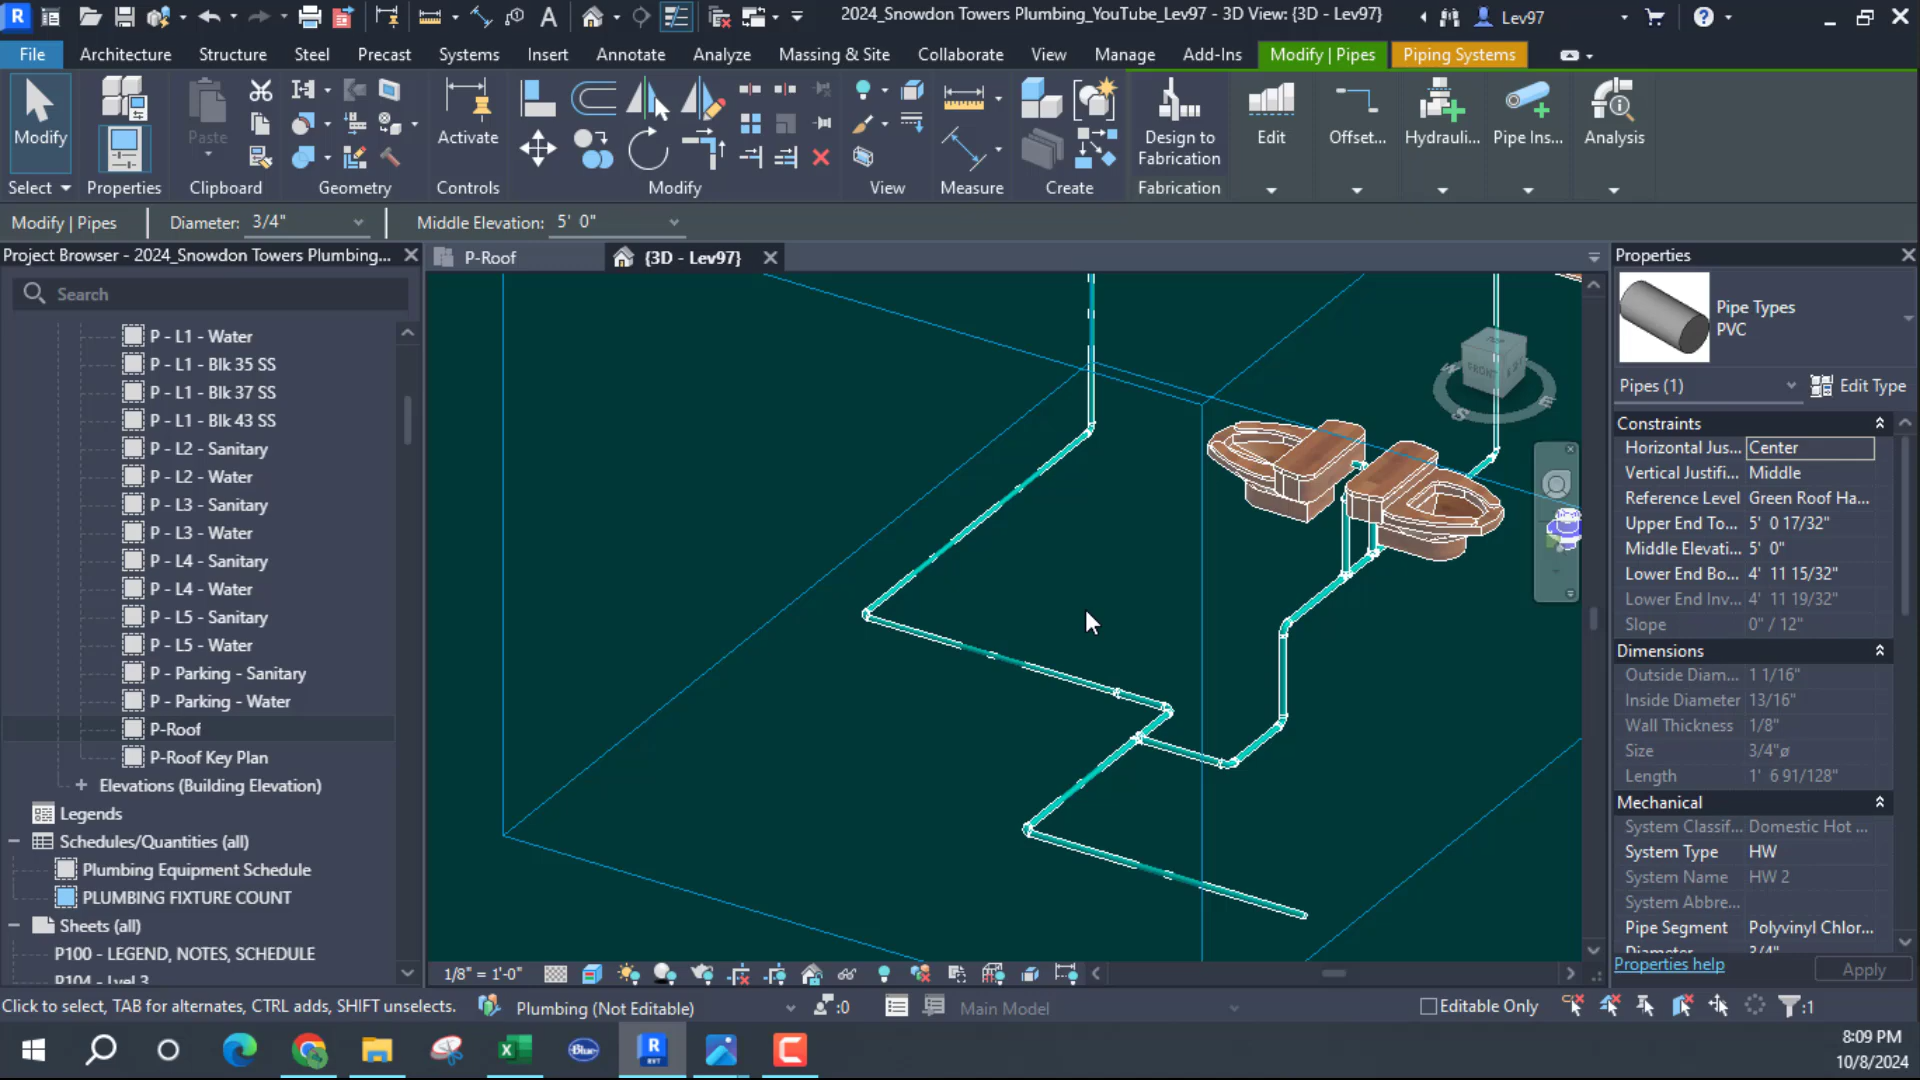 2024_Snowdon Towers Plumbing_YouTube_Lev97 - 3D View: {3D - Lev97}
Lev97
File
Architecture
Structure
Steel
Precast
Systems
Insert
Annotate
Analyze
Massing & Site
Collaborate
View
Manage
Add-Ins
Modify | Pipes
Piping Systems
Modify
Paste
Activate
Design to
Fabrication
Edit
Offset...
Hydrauli...
Pipe Ins...
Analysis
Select
Properties
Clipboard
Geometry
Controls
Modify
View
Measure
Create
Fabrication
Modify | Pipes
Diameter: 3/4"
Middle Elevation: 5' 0"
Project Browser - 2024_Snowdon Towers Plumbing...
P-Roof
{3D - Lev97}
Properties
Search
P - L1 - Water
P - L1 - Blk 35 SS
P - L1 - Blk 37 SS
P - L1 - Blk 43 SS
P - L2 - Sanitary
P - L2 - Water
P - L3 - Sanitary
P - L3 - Water
P - L4 - Sanitary
P - L4 - Water
P - L5 - Sanitary
P - L5 - Water
P - Parking - Sanitary
P - Parking - Water
P-Roof
P-Roof Key Plan
Elevations (Building Elevation)
Legends
Schedules/Quantities (all)
Plumbing Equipment Schedule
PLUMBING FIXTURE COUNT
Sheets (all)
P100 - LEGEND, NOTES, SCHEDULE
P104 - Lvel 3
FRONT
Pipe Types
PVC
Pipes (1)
Edit Type
Constraints
Horizontal Jus... Center
Vertical Justifi... Middle
Reference Level Green Roof Ha...
Upper End To... 5' 0 17/32"
Middle Elevati... 5' 0"
Lower End Bo... 4' 11 15/32"
Lower End Inv... 4' 11 19/32"
Slope 0" / 12"
Dimensions
Outside Diam... 1 1/16"
Inside Diameter 13/16"
Wall Thickness 1/8"
Size 3/4"ø
Length 1' 6 91/128"
Mechanical
System Classif... Domestic Hot ...
System Type HW
System Name HW 2
System Abbre...
Pipe Segment Polyvinyl Chlor...
Diameter 3/4"
Properties help
Apply
1/8" = 1'-0"
Click to select, TAB for alternates, CTRL adds, SHIFT unselects.
Plumbing (Not Editable)
:0
Main Model
Editable Only
:1
Blue
8:09 PM
10/8/2024